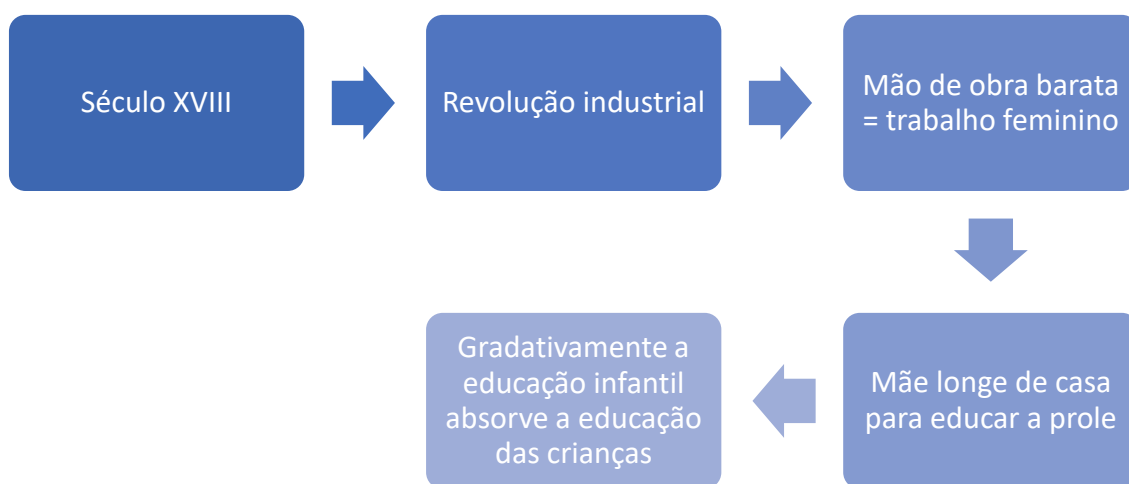 Século XVIII
Revolução industrial
Mão de obra barata
= trabalho feminino
Mãe longe de casa
para educar a prole
Gradativamente a
educação infantil
absorve a educação
das crianças